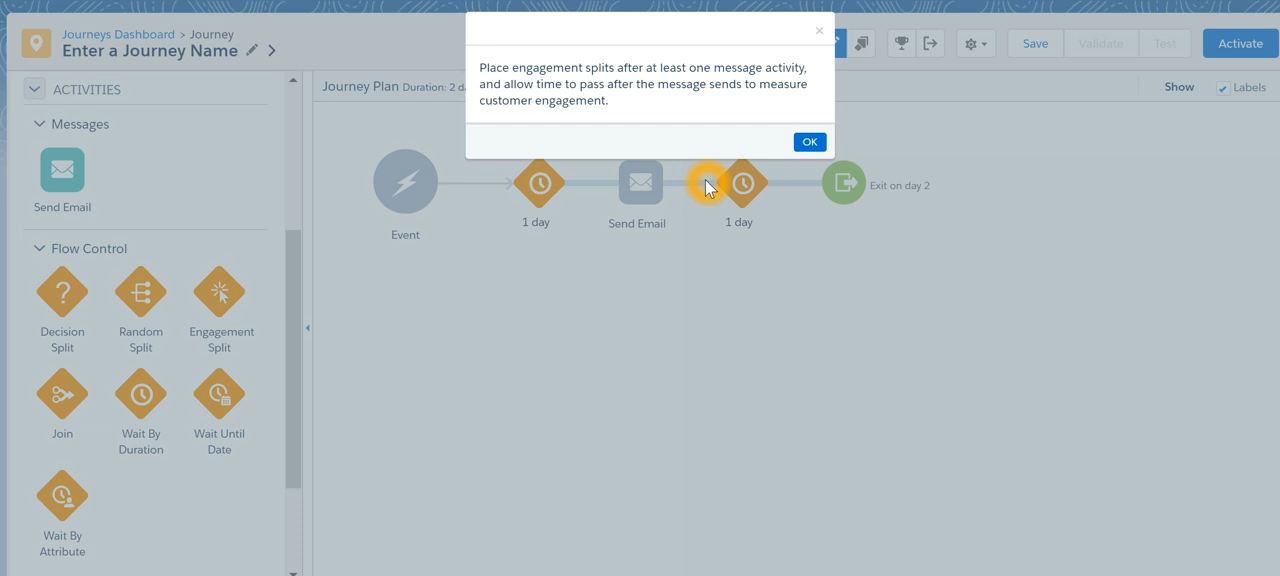 Journeys Dashboard > Journey
Enter a Journey Name
Save
Validate
Test
Activate
×
Place engagement splits after at least one message activity,
and allow time to pass after the message sends to measure
customer engagement.
OK
ACTIVITIES
Messages
Send Email
Flow Control
Decision
Split
Random
Split
Engagement
Split
Join
Wait By
Duration
Wait Until
Date
Wait By
Attribute
Journey Plan Duration: 2
Show
Labels
Event
1 day
Send Email
1 day
Exit on day 2